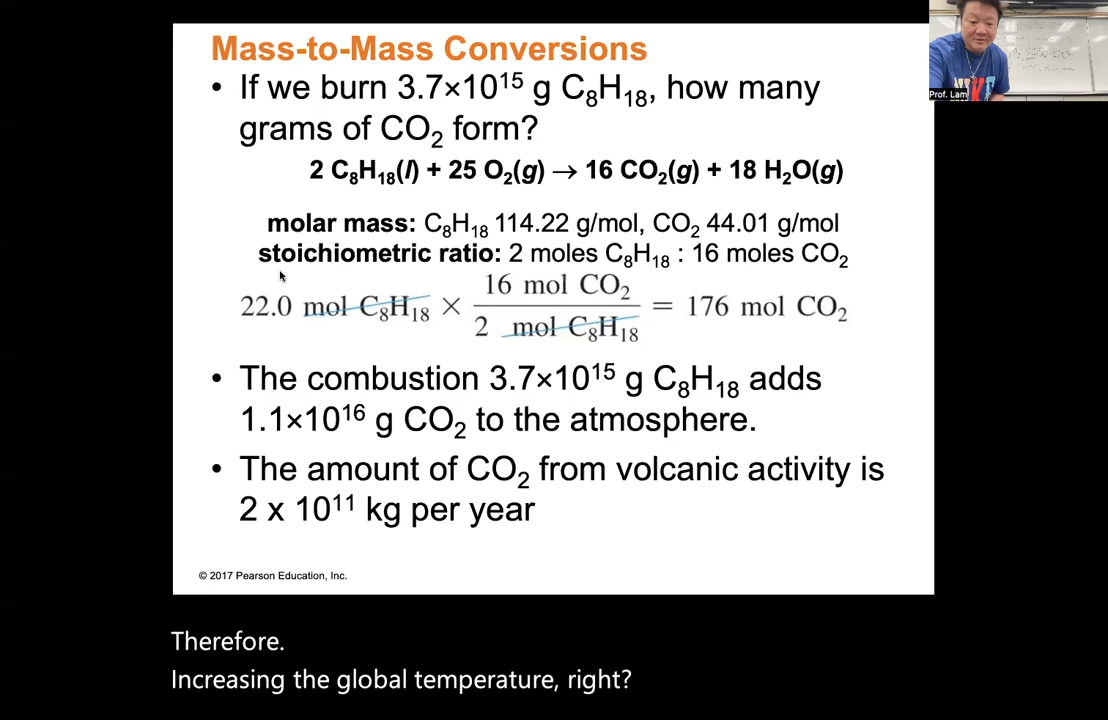 Mass-to-Mass Conversions
• If we burn 3.7×10¹⁵ g C₈H₁₈, how many
grams of CO₂ form?
2 C₈H₁₈(l) + 25 O₂(g) → 16 CO₂(g) + 18 H₂O(g)
molar mass: C₈H₁₈ 114.22 g/mol, CO₂ 44.01 g/mol
stoichiometric ratio: 2 moles C₈H₁₈ : 16 moles CO₂
22.0 mol C₈H₁₈ × 16 mol CO₂ / 2 mol C₈H₁₈ = 176 mol CO₂
• The combustion 3.7×10¹⁵ g C₈H₁₈ adds
1.1×10¹⁶ g CO₂ to the atmosphere.
• The amount of CO₂ from volcanic activity is
2 x 10¹¹ kg per year
© 2017 Pearson Education, Inc.
Prof. Lam
Therefore.
Increasing the global temperature, right?